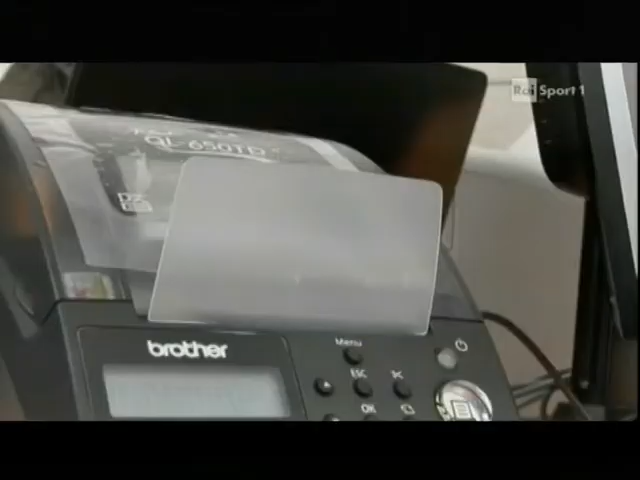 Rai Sport 1
QL-650TD
brother
Menu
ESC
OK